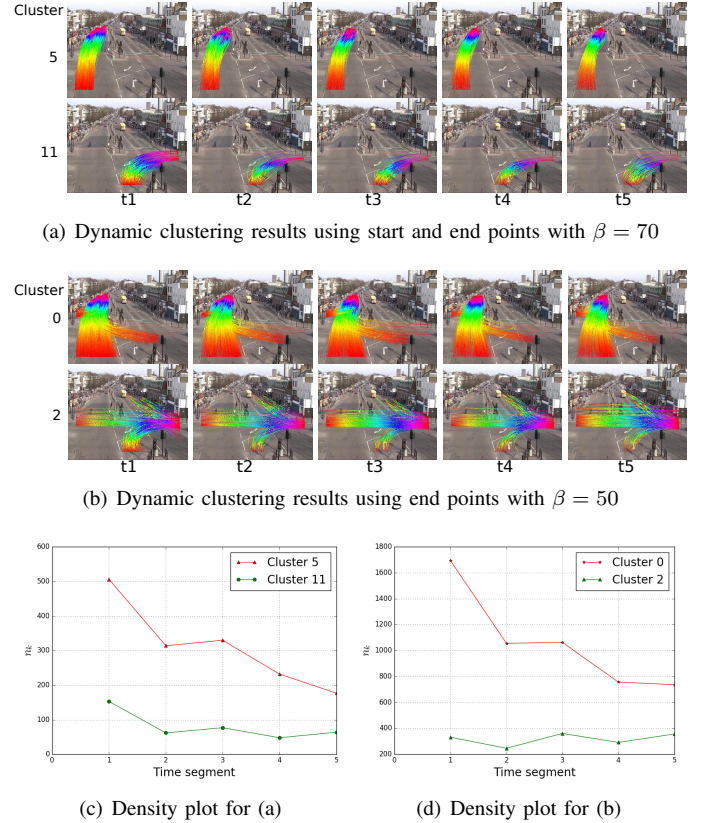 Cluster
5
11
t1 t2 t3 t4 t5
(a) Dynamic clustering results using start and end points with β = 70
Cluster
0
2
t1 t2 t3 t4 t5
(b) Dynamic clustering results using end points with β = 50
600
500
400
300
200
100
0
n_k
Cluster 5
Cluster 11
0 1 2 3 4 5
Time segment
(c) Density plot for (a)
1800
1600
1400
1200
1000
800
600
400
200
n_k
Cluster 0
Cluster 2
0 1 2 3 4 5
Time segment
(d) Density plot for (b)